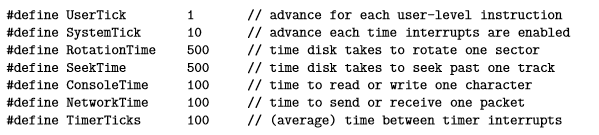 #define UserTick 1 // advance for each user-level instruction
#define SystemTick 10 // advance each time interrupts are enabled
#define RotationTime 500 // time disk takes to rotate one sector
#define SeekTime 500 // time disk takes to seek past one track
#define ConsoleTime 100 // time to read or write one character
#define NetworkTime 100 // time to send or receive one packet
#define TimerTicks 100 // (average) time between timer interrupts